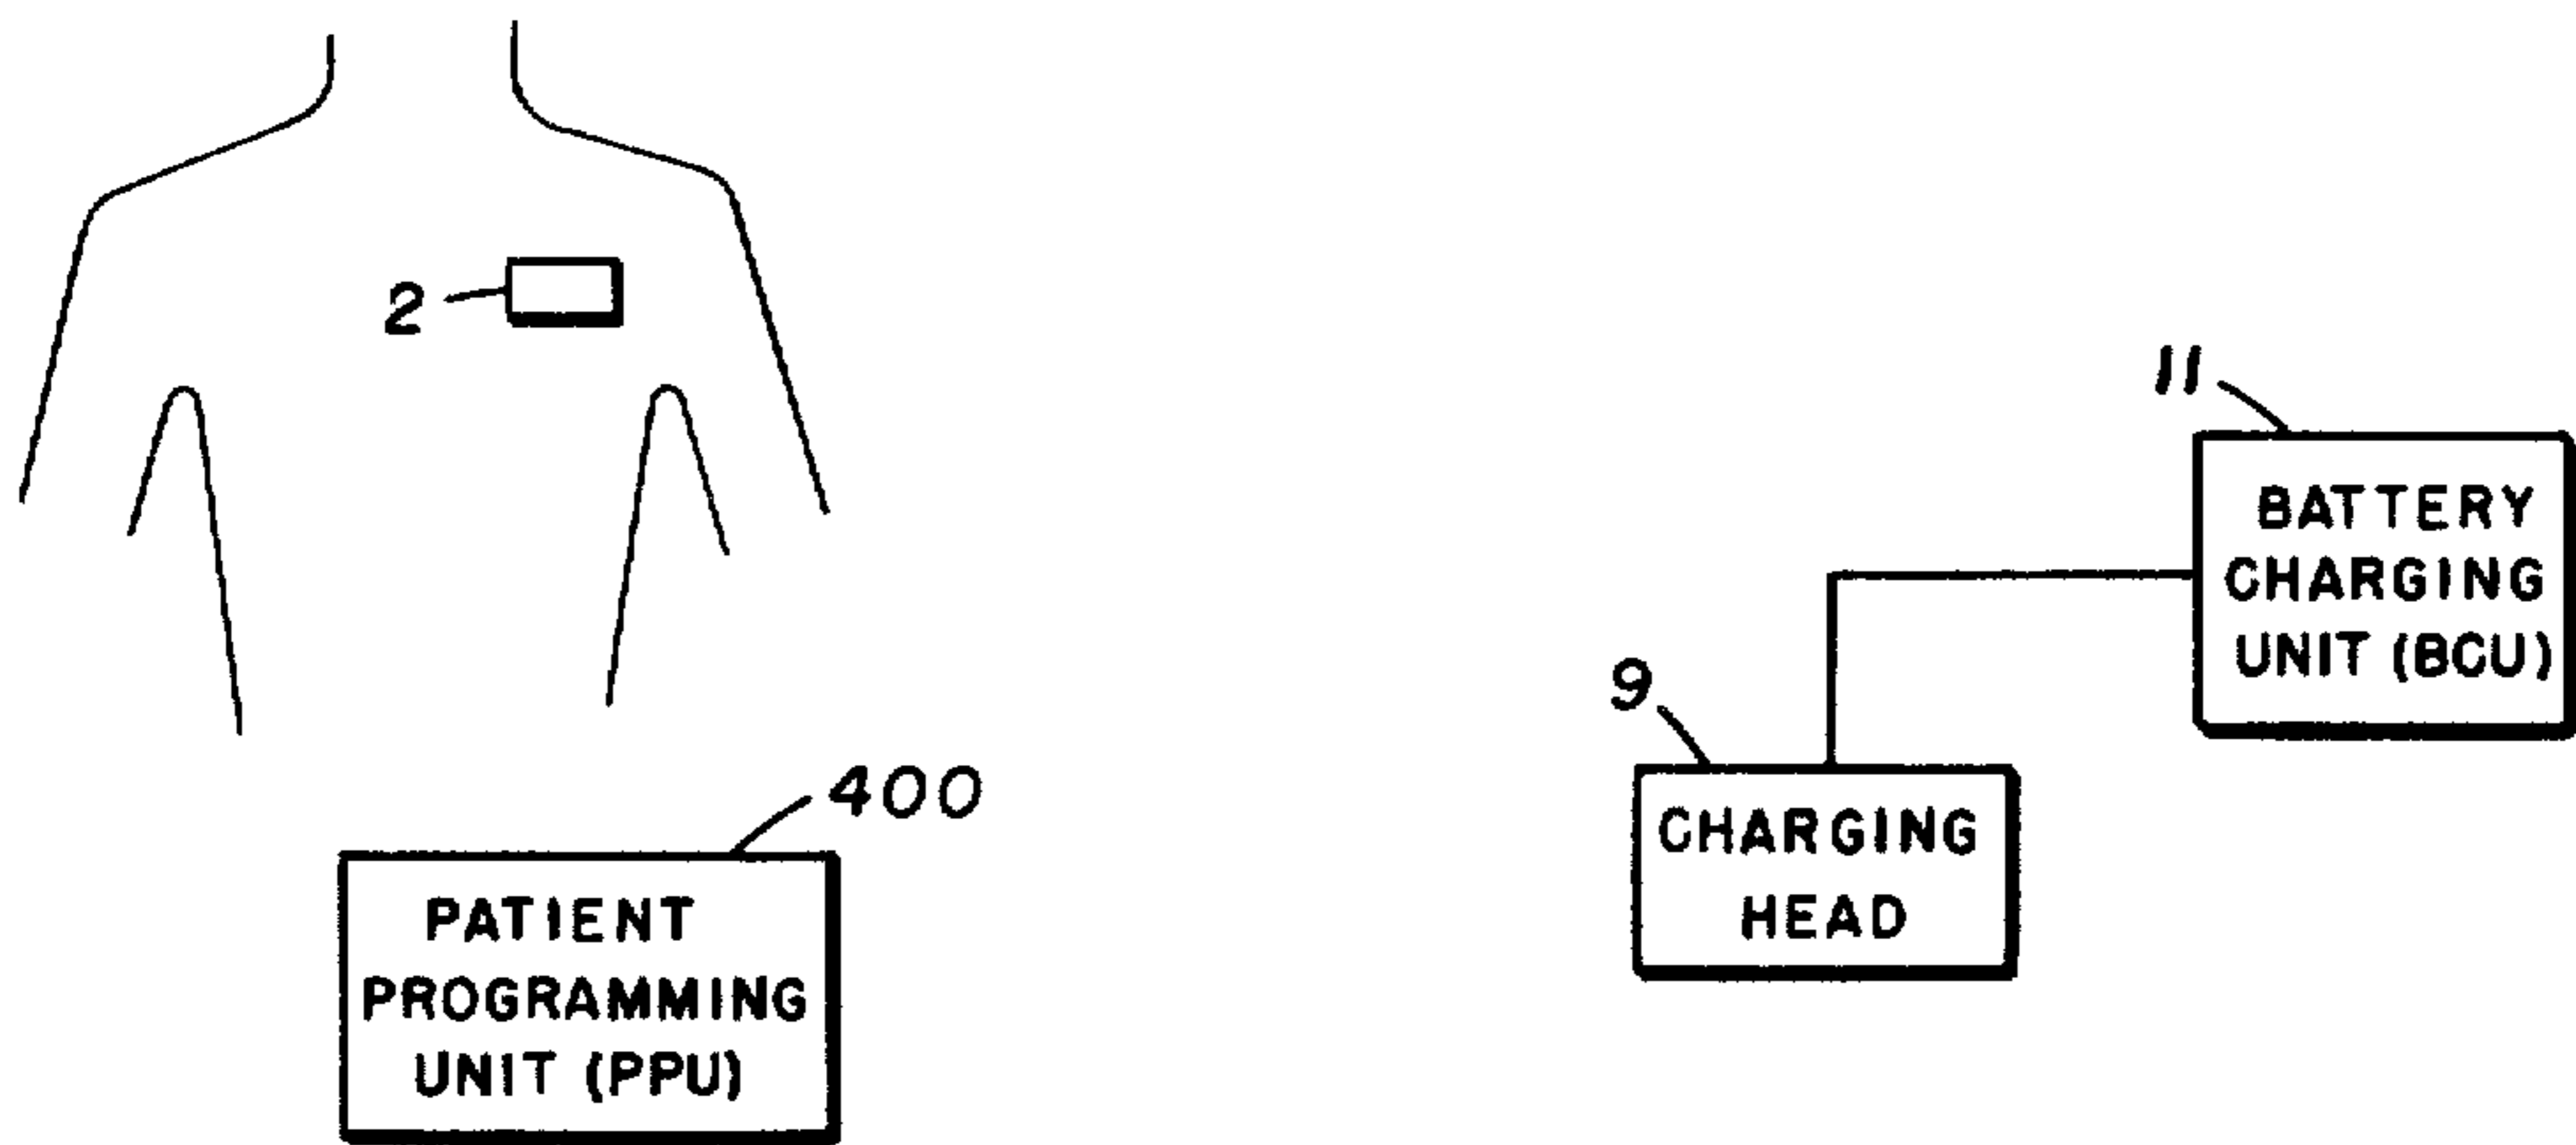 2
11
BATTERY
CHARGING
UNIT (BCU)
9
CHARGING
HEAD
400
PATIENT
PROGRAMMING
UNIT (PPU)